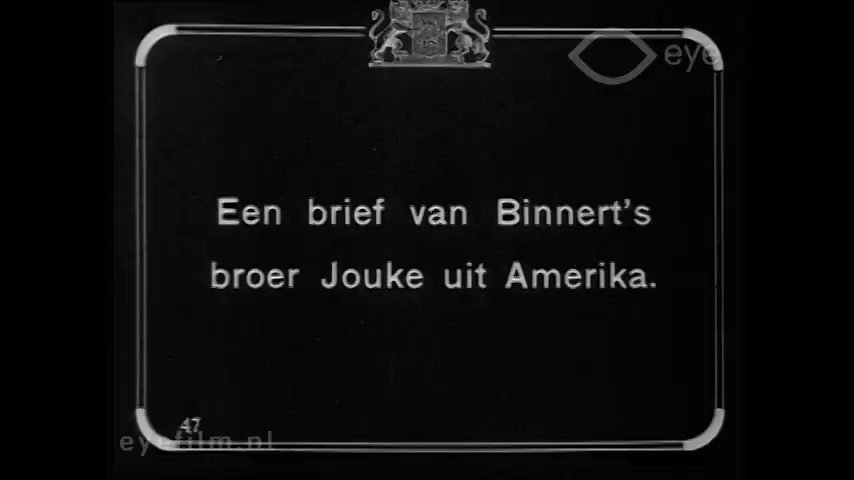 eye
Een brief van Binnert's
broer Jouke uit Amerika.
47
eyefilm.nl